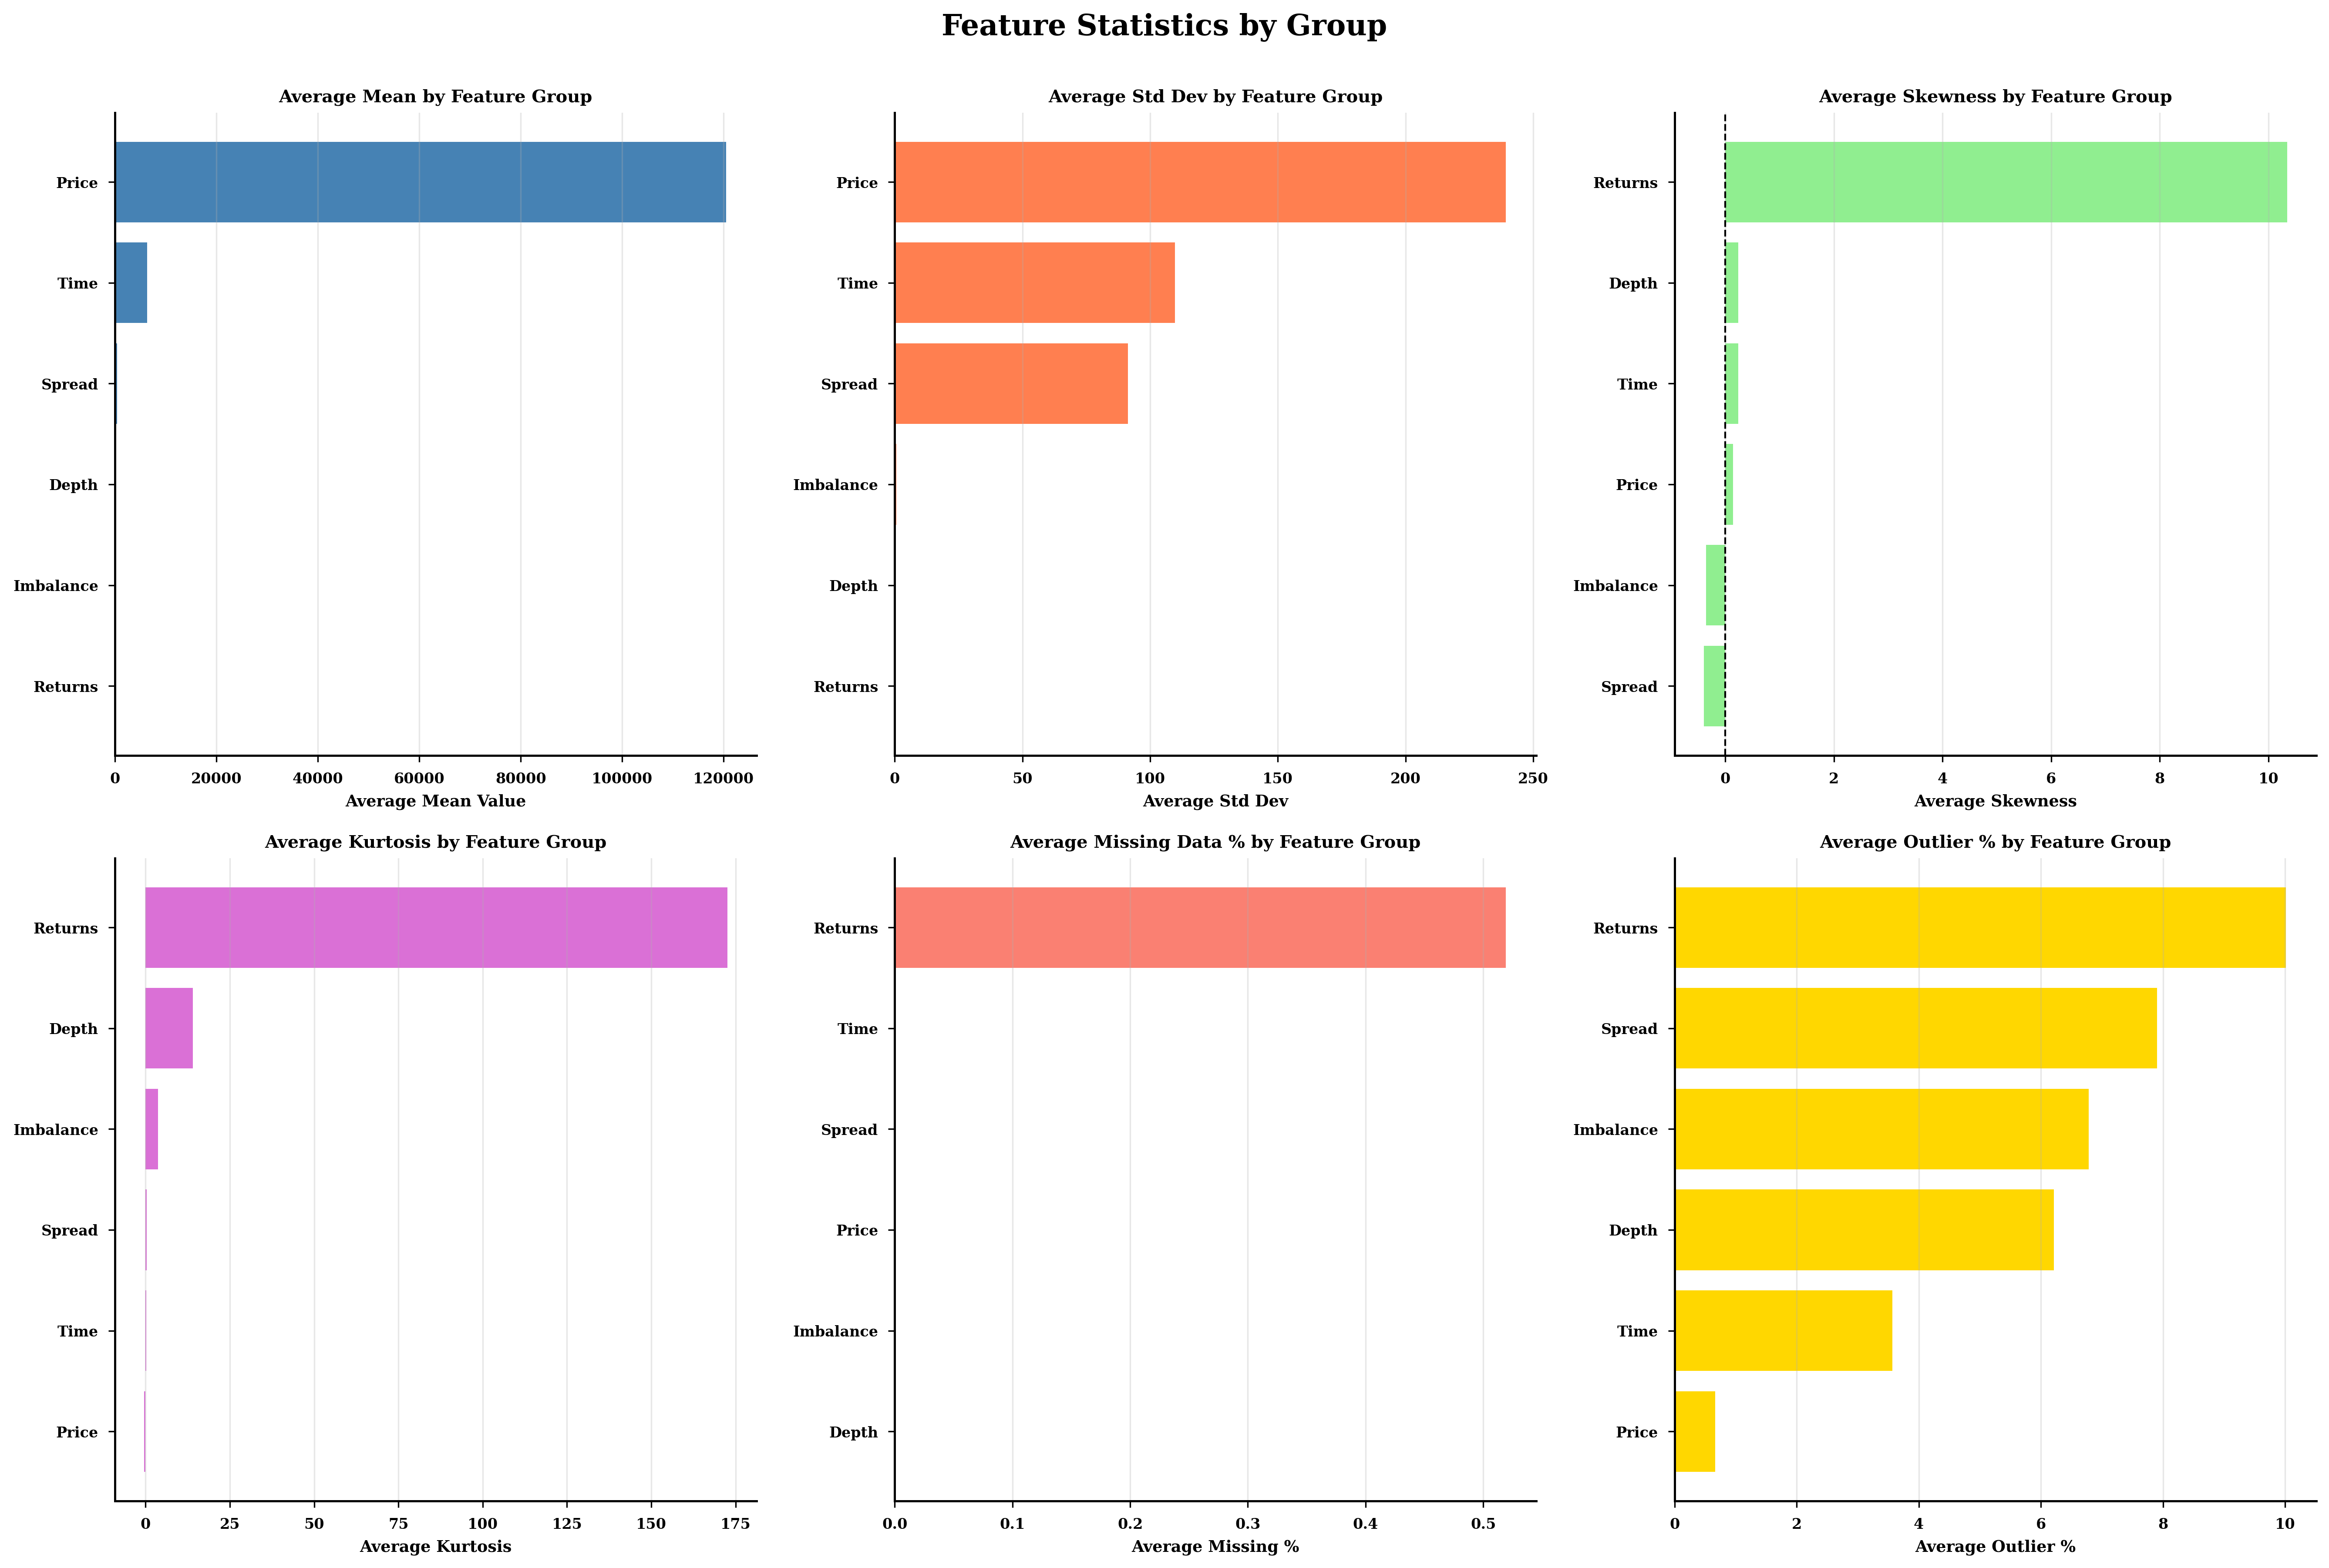 Feature Statistics by Group
Average Mean by Feature Group
Price
Time
Spread
Depth
Imbalance
Returns
0 20000 40000 60000 80000 100000 120000
Average Mean Value
Average Std Dev by Feature Group
Price
Time
Spread
Imbalance
Depth
Returns
0 50 100 150 200 250
Average Std Dev
Average Skewness by Feature Group
Returns
Depth
Time
Price
Imbalance
Spread
0 2 4 6 8 10
Average Skewness
Average Kurtosis by Feature Group
Returns
Depth
Imbalance
Spread
Time
Price
0 25 50 75 100 125 150 175
Average Kurtosis
Average Missing Data % by Feature Group
Returns
Time
Spread
Price
Imbalance
Depth
0.0 0.1 0.2 0.3 0.4 0.5
Average Missing %
Average Outlier % by Feature Group
Returns
Spread
Imbalance
Depth
Time
Price
0 2 4 6 8 10
Average Outlier %